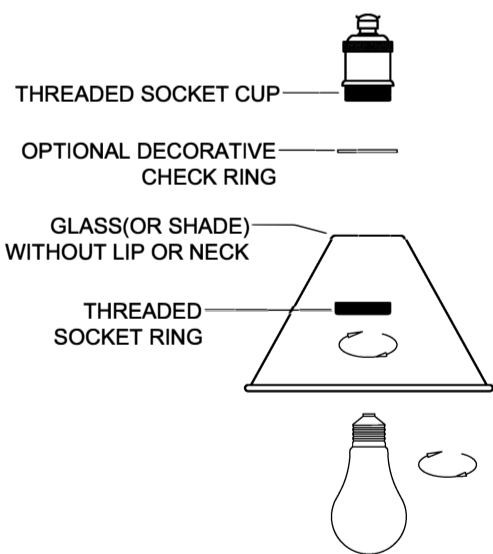 THREADED SOCKET CUP
OPTIONAL DECORATIVE
CHECK RING
GLASS(OR SHADE)
WITHOUT LIP OR NECK
THREADED
SOCKET RING